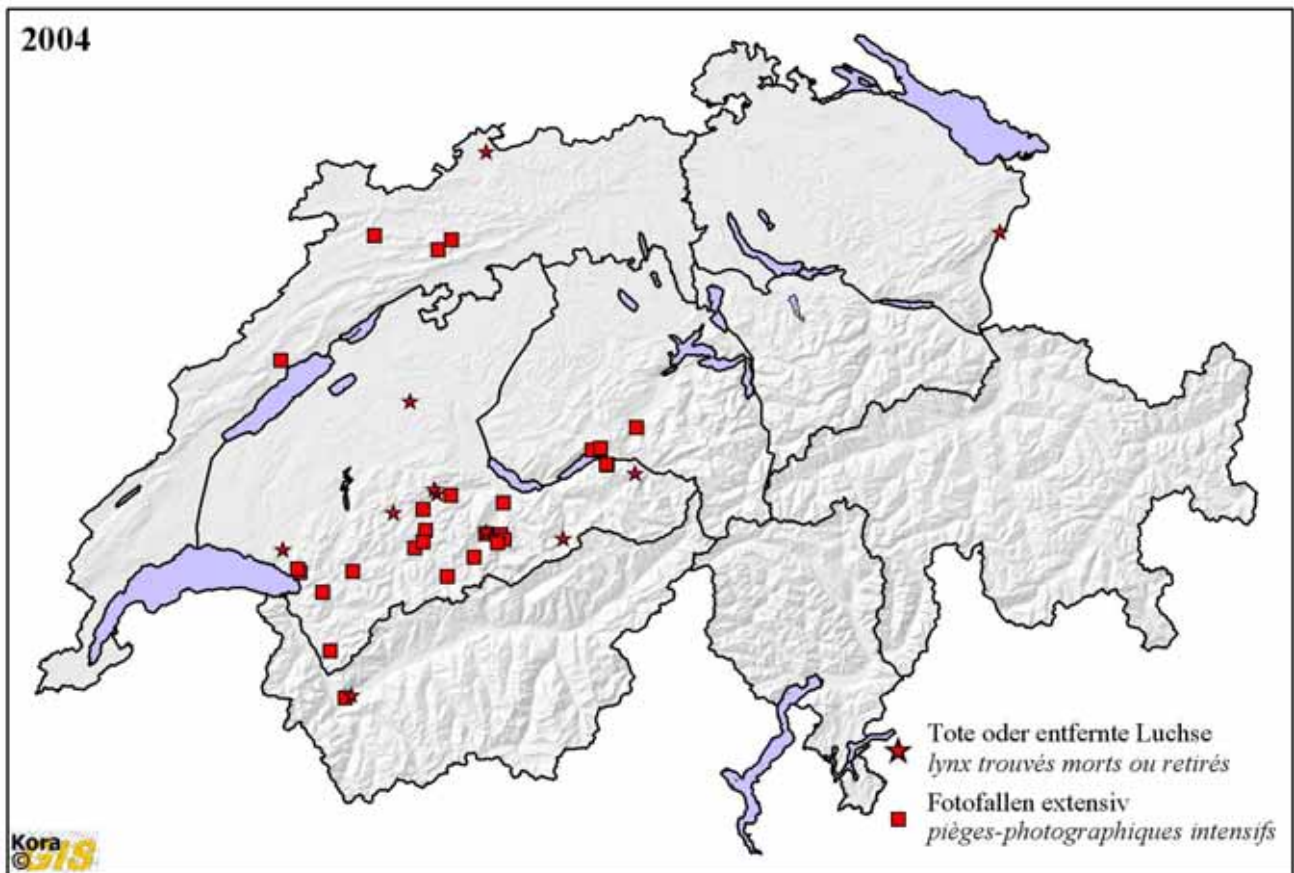 2004
Tote oder entfernte Luchse
lynx trouvés morts ou retirés
Fotofallen extensiv
pièges-photographiques intensifs
Kora
© GIS